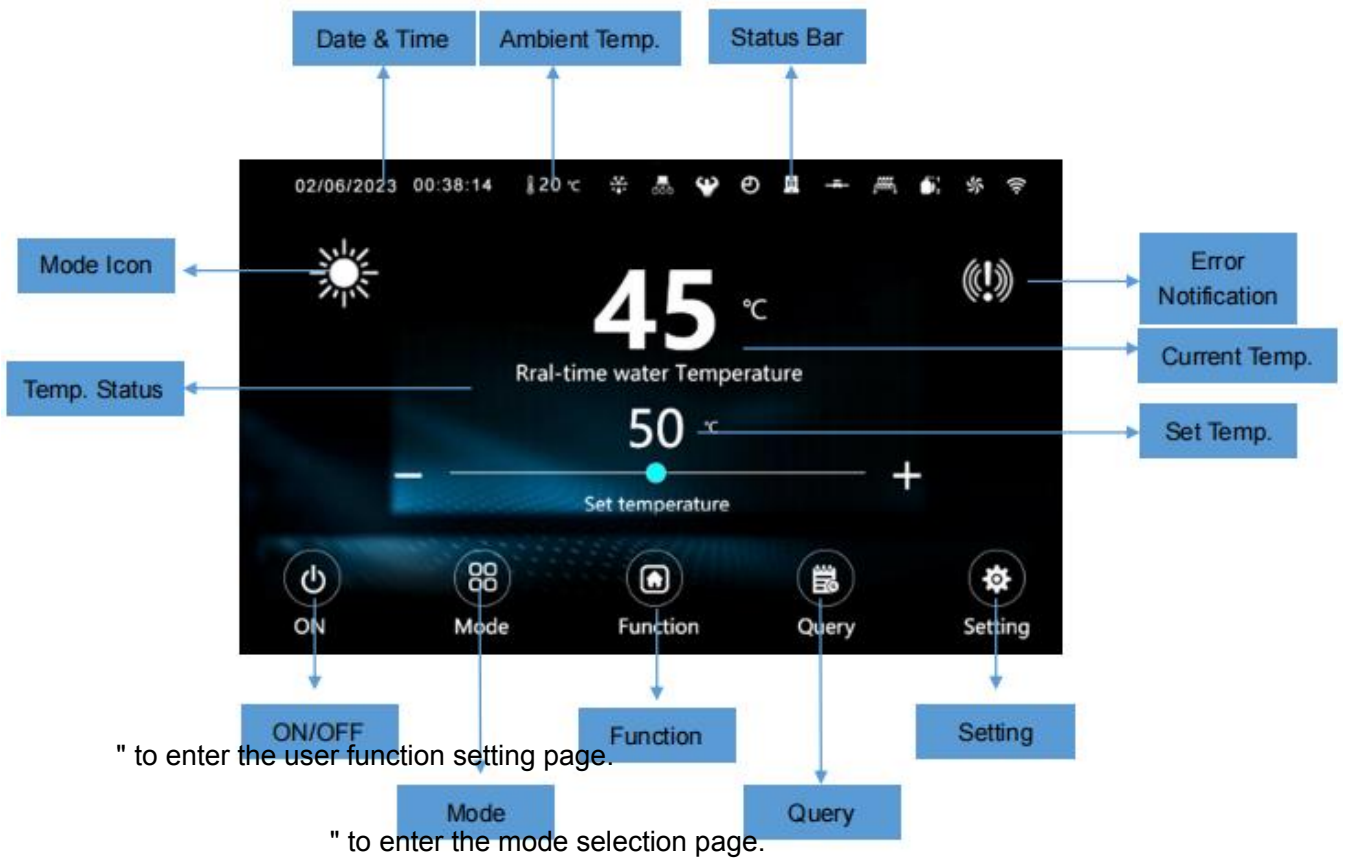 Date & Time
Ambient Temp.
Status Bar
02/06/2023 00:38:14 20 ℃
Mode Icon
Error
Notification
45 ℃
Current Temp.
Rral-time water Temperature
Temp. Status
50 ℃
Set Temp.
− +
Set temperature
ON
Mode
Function
Query
Setting
ON/OFF
Function
Setting
" to enter the user function setting page.
Mode
Query
" to enter the mode selection page.